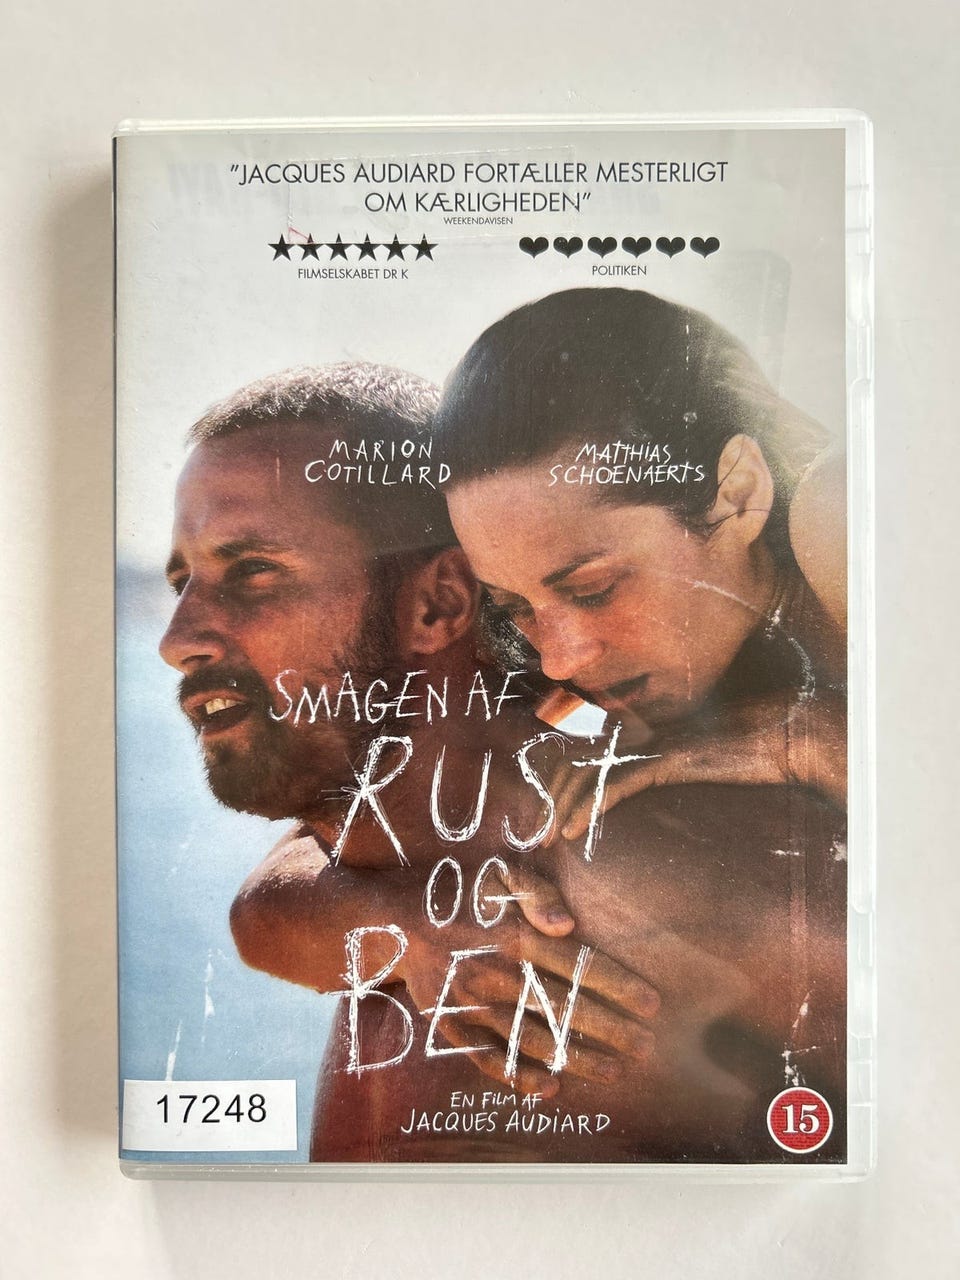 ”JACQUES AUDIARD FORTÆLLER MESTERLIGT
OM KÆRLIGHEDEN”
WEEKENDAVISEN
★★★★★★
FILMSELSKABET DR K
♥♥♥♥♥♥
POLITIKEN
MARION
COTILLARD
MATTHIAS
SCHOENAERTS
SMAGEN AF
RUST
OG
BEN
EN FILM AF
JACQUES AUDIARD
17248
15